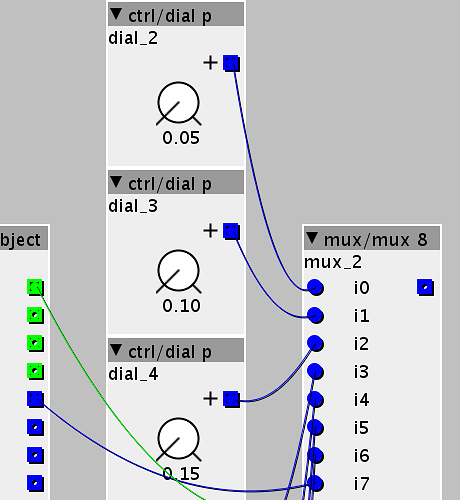 ctrl/dial p
dial_2
+
0.05
ctrl/dial p
dial_3
+
0.10
bject
mux/mux 8
mux_2
i0
i1
ctrl/dial p
dial_4
i2
i3
+
i4
i5
i6
0.15
i7